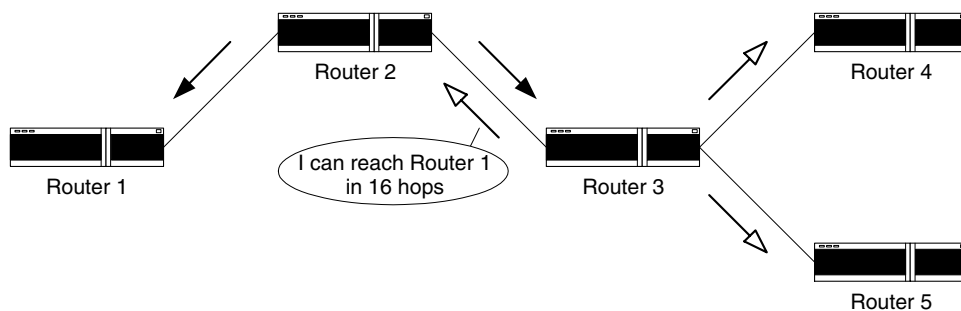 Router 2
Router 4
I can reach Router 1
in 16 hops
Router 1
Router 3
Router 5